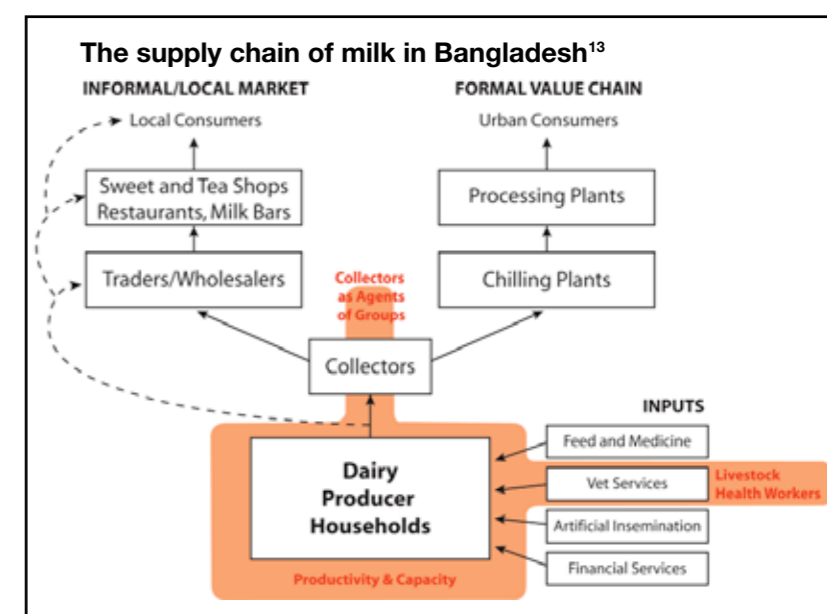 The supply chain of milk in Bangladesh¹³
INFORMAL/LOCAL MARKET
Local Consumers
Sweet and Tea Shops
Restaurants, Milk Bars
Traders/Wholesalers
FORMAL VALUE CHAIN
Urban Consumers
Processing Plants
Chilling Plants
Collectors
as Agents
of Groups
Collectors
Dairy
Producer
Households
Productivity & Capacity
INPUTS
Feed and Medicine
Vet Services
Livestock
Health Workers
Artificial Insemination
Financial Services